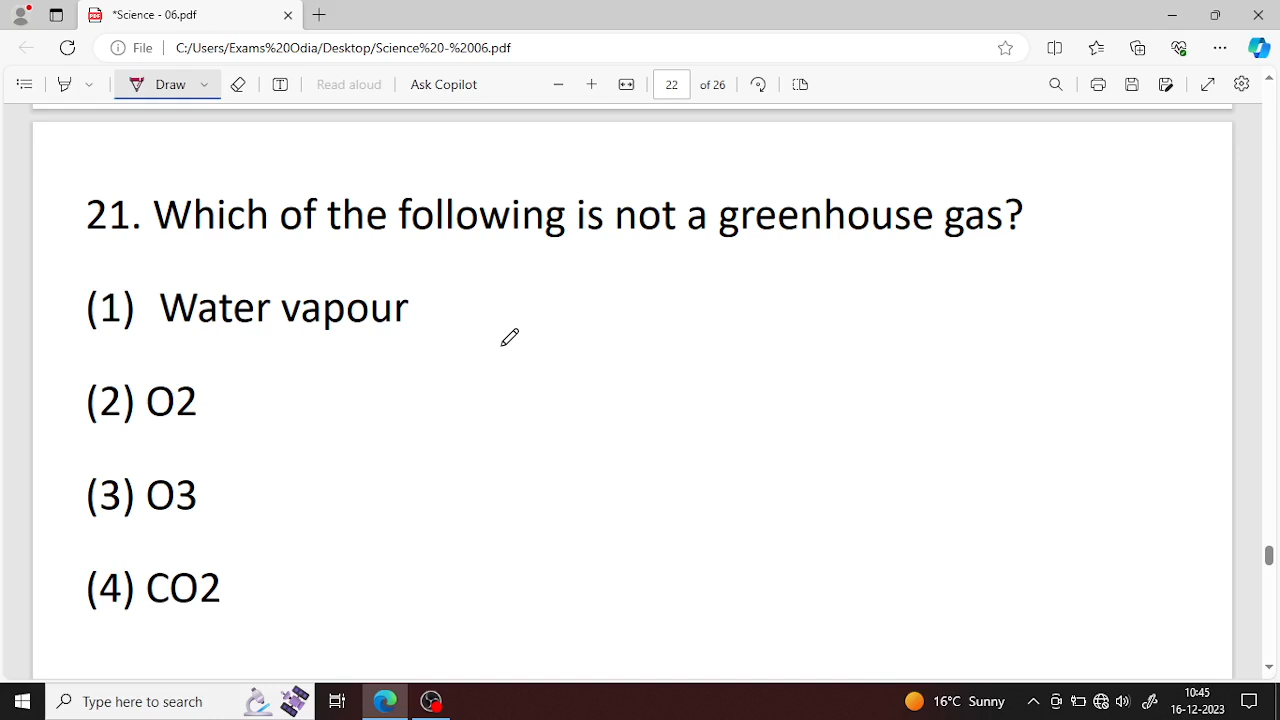 *Science - 06.pdf
File C:/Users/Exams%20Odia/Desktop/Science%20-%2006.pdf
Draw Read aloud Ask Copilot 22 of 26
21. Which of the following is not a greenhouse gas?
(1) Water vapour
(2) O2
(3) O3
(4) CO2
Type here to search 16°C Sunny 10:45
16-12-2023